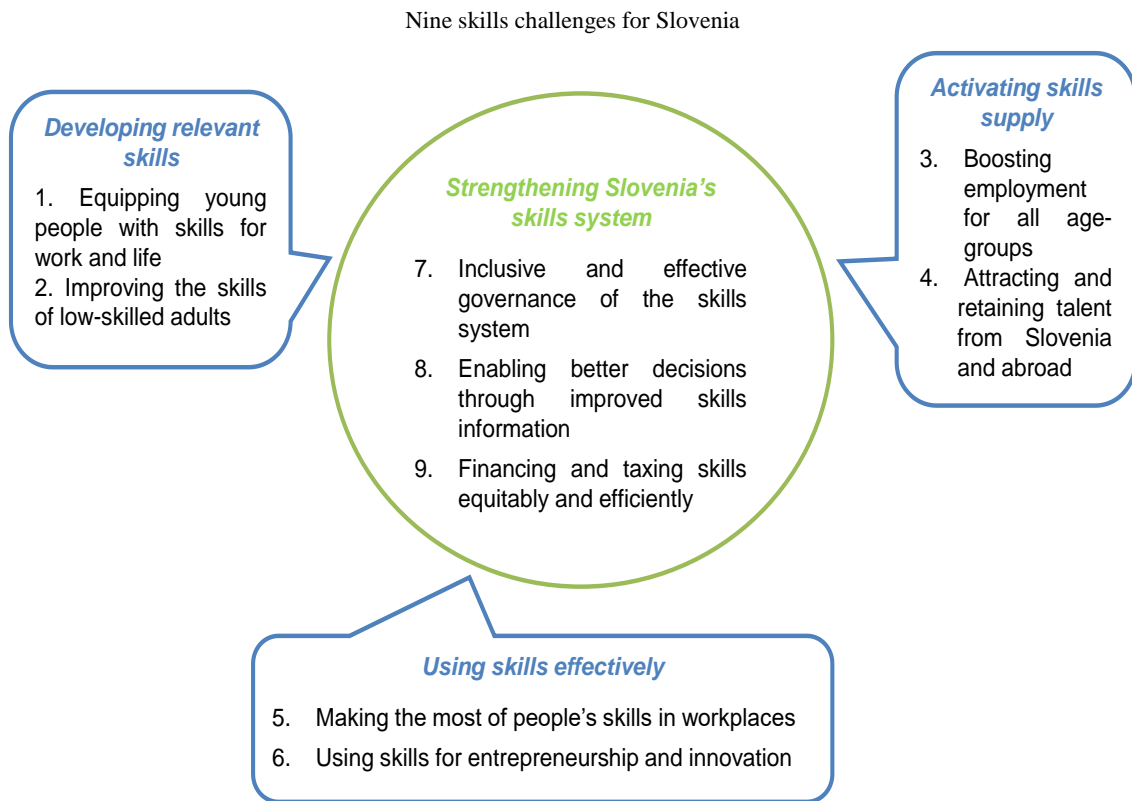 Nine skills challenges for Slovenia
Developing relevant
skills
1. Equipping young
people with skills for
work and life
2. Improving the skills
of low-skilled adults
Activating skills
supply
3. Boosting
employment
for all age-
groups
4. Attracting and
retaining talent
from Slovenia
and abroad
Strengthening Slovenia’s
skills system
7. Inclusive and effective
governance of the skills
system
8. Enabling better decisions
through improved skills
information
9. Financing and taxing skills
equitably and efficiently
Using skills effectively
5. Making the most of people’s skills in workplaces
6. Using skills for entrepreneurship and innovation